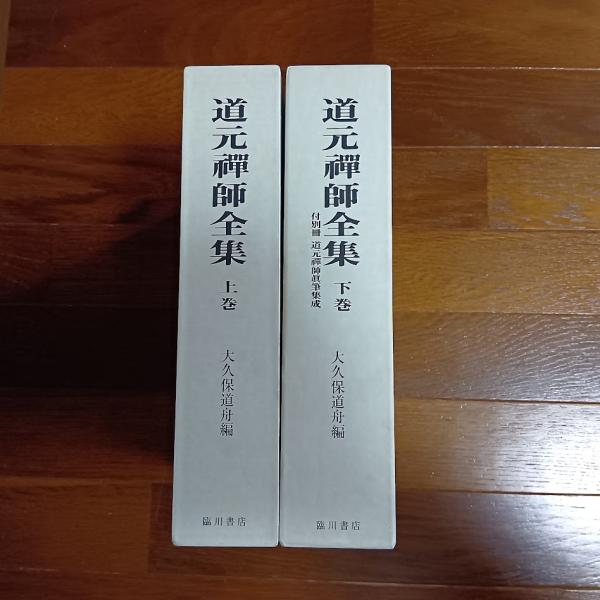 道元禪師全集 上巻
大久保道舟編
臨川書店
道元禪師全集 下巻
付別冊 道元禪師眞筆集成
大久保道舟編
臨川書店